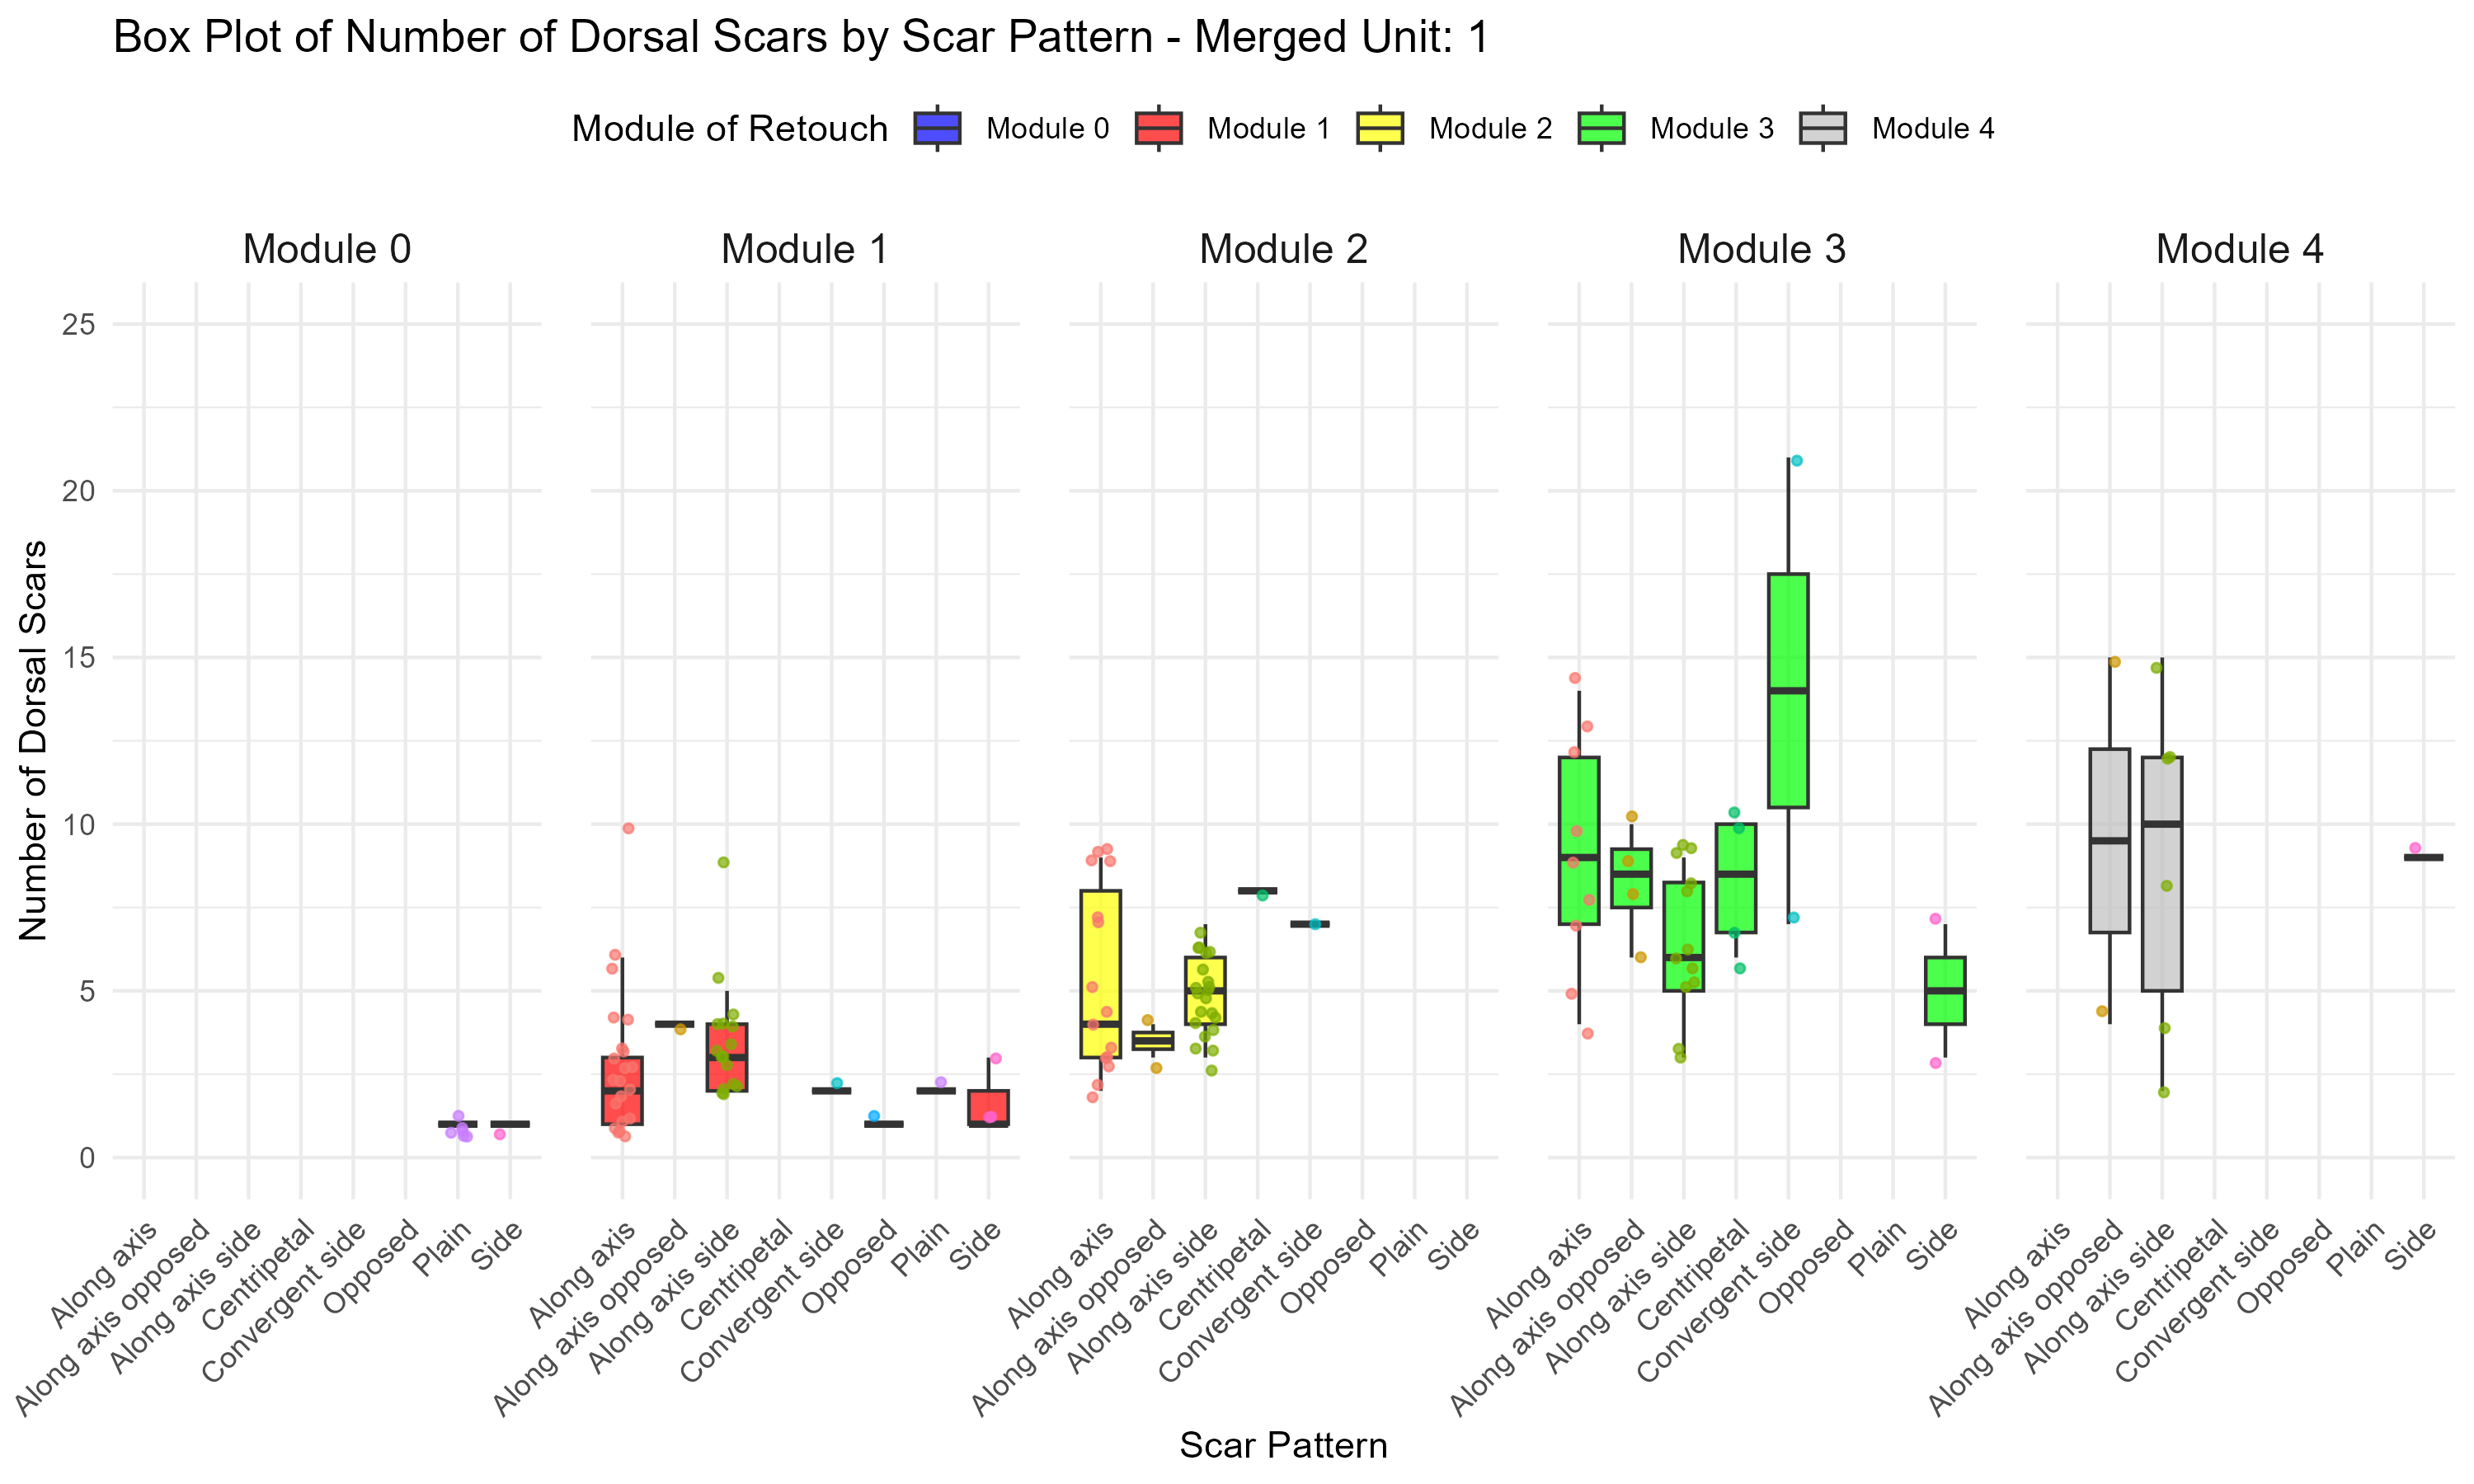 Box Plot of Number of Dorsal Scars by Scar Pattern - Merged Unit: 1
Module of Retouch Module 0 Module 1 Module 2 Module 3 Module 4
Module 0 Module 1 Module 2 Module 3 Module 4
Number of Dorsal Scars
25
20
15
10
5
0
Along axis
Along axis opposed
Along axis side
Centripetal
Convergent side
Opposed
Plain
Side
Along axis
Along axis opposed
Along axis side
Centripetal
Convergent side
Opposed
Plain
Side
Along axis
Along axis opposed
Along axis side
Centripetal
Convergent side
Opposed
Plain
Side
Along axis
Along axis opposed
Along axis side
Centripetal
Convergent side
Opposed
Plain
Side
Along axis
Along axis opposed
Along axis side
Centripetal
Convergent side
Opposed
Plain
Side
Scar Pattern